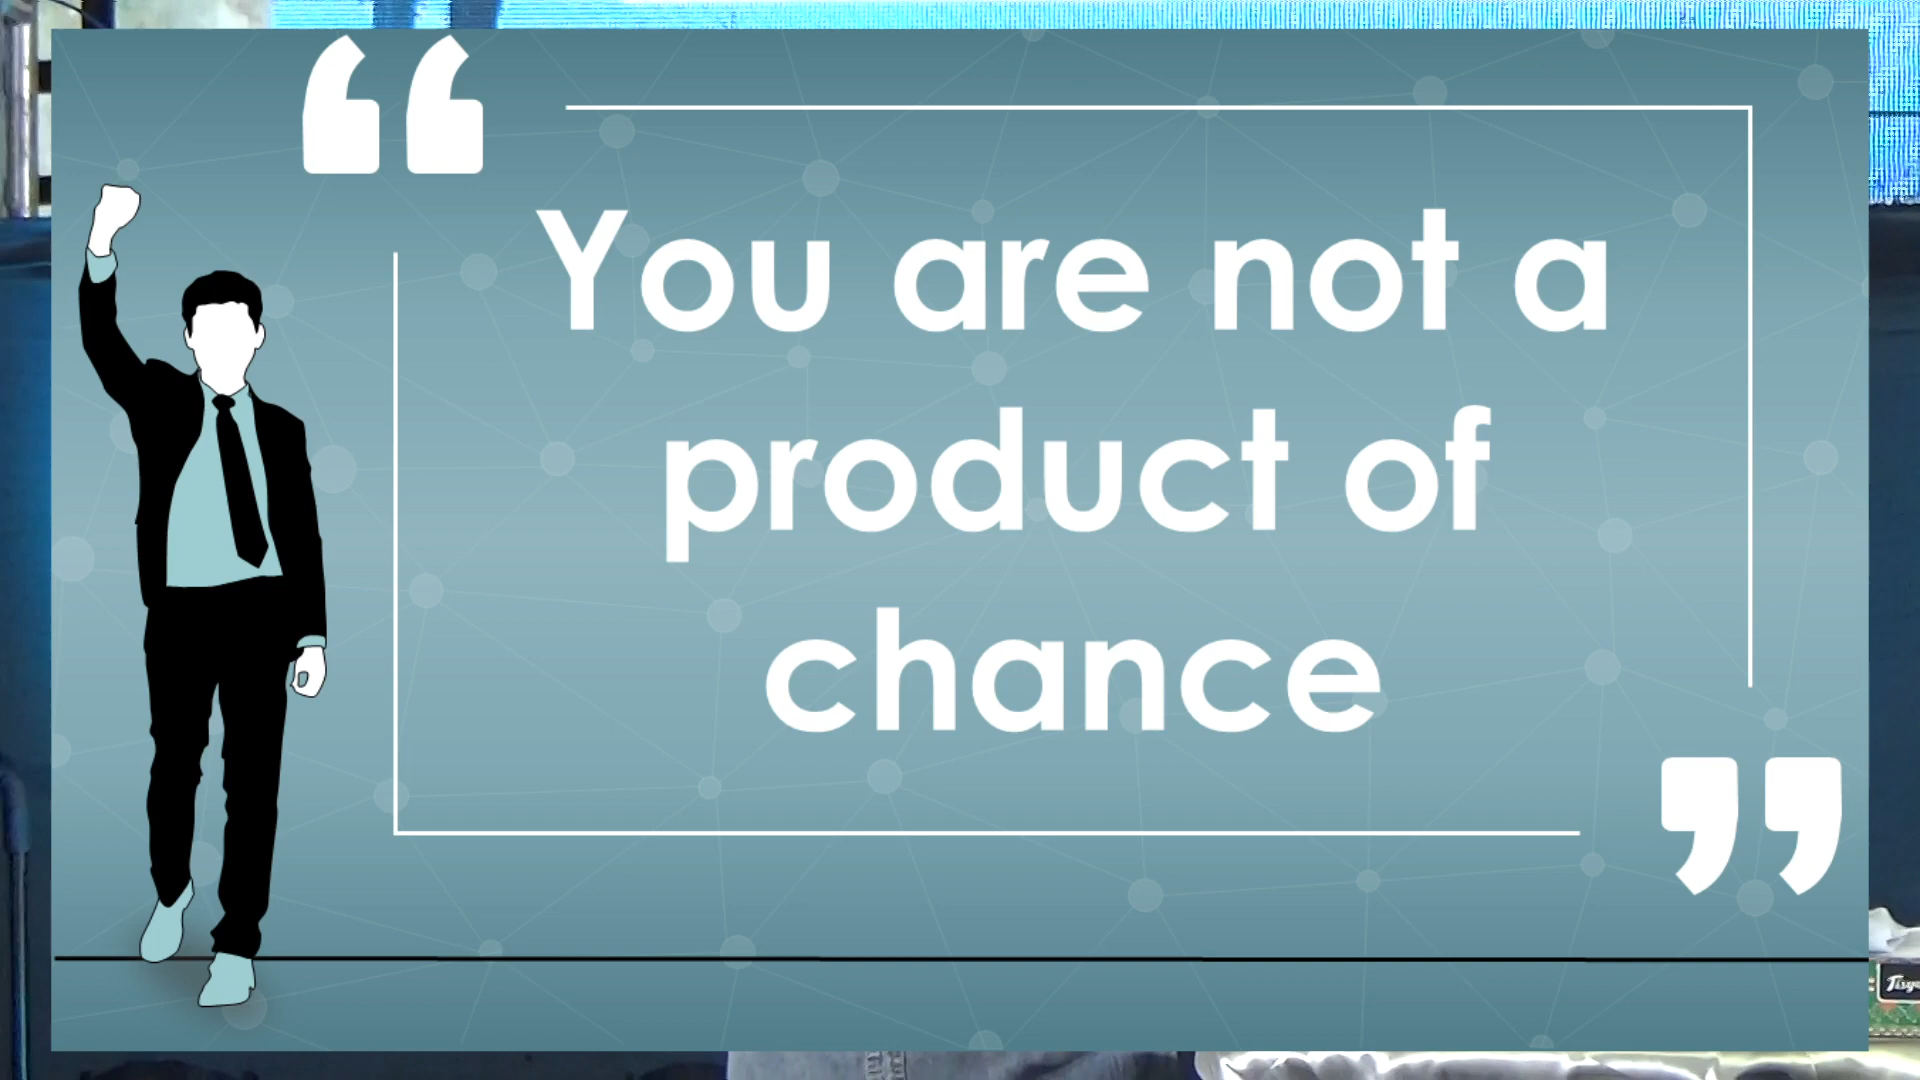 “
You are not a
product of
chance
”